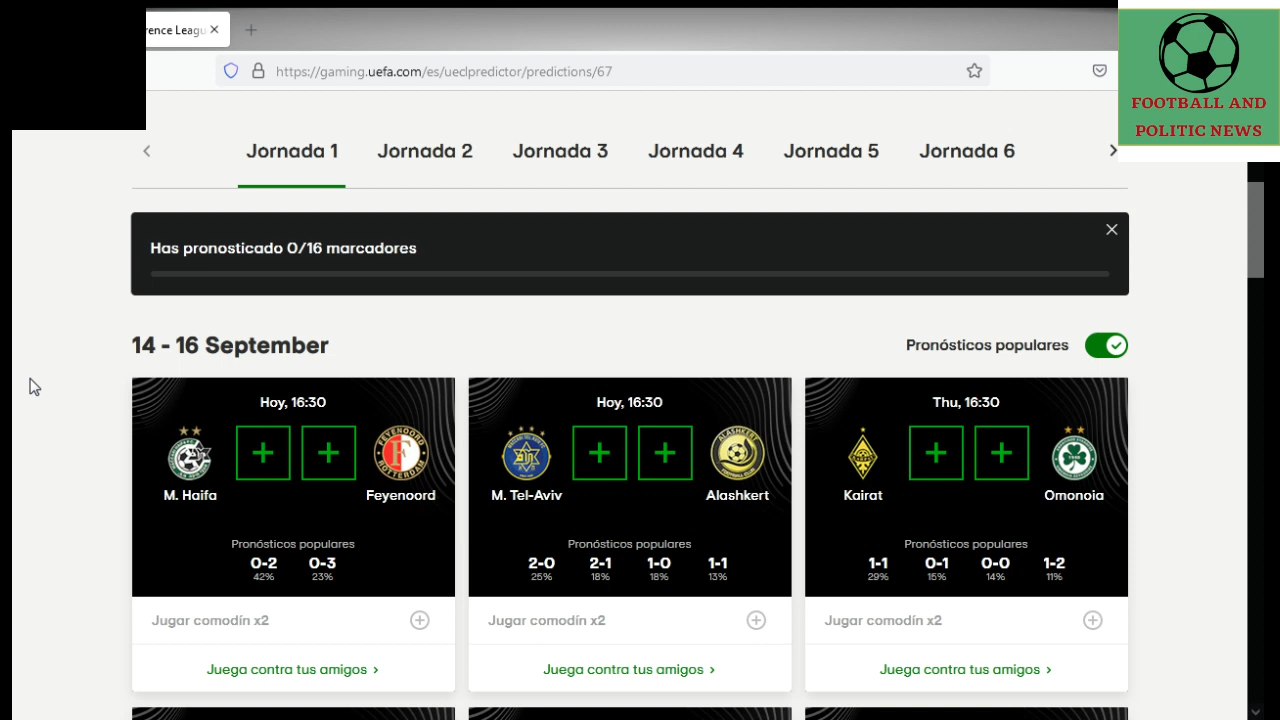 rence Leagu
https://gaming.uefa.com/es/ueclpredictor/predictions/67
FOOTBALL AND
POLITIC NEWS
Jornada 1 Jornada 2 Jornada 3 Jornada 4 Jornada 5 Jornada 6
Has pronosticado 0/16 marcadores
14 - 16 September
Pronósticos populares
Hoy, 16:30
FEYENOORD
ROTTERDAM
M. Haifa Feyenoord
Pronósticos populares
0-2 0-3
42% 23%
Jugar comodín x2
Juega contra tus amigos ›
Hoy, 16:30
ALASHKERT
M. Tel-Aviv Alashkert
Pronósticos populares
2-0 2-1 1-0 1-1
25% 18% 18% 13%
Jugar comodín x2
Juega contra tus amigos ›
Thu, 16:30
Kairat Omonoia
Pronósticos populares
1-1 0-1 0-0 1-2
29% 15% 14% 11%
Jugar comodín x2
Juega contra tus amigos ›